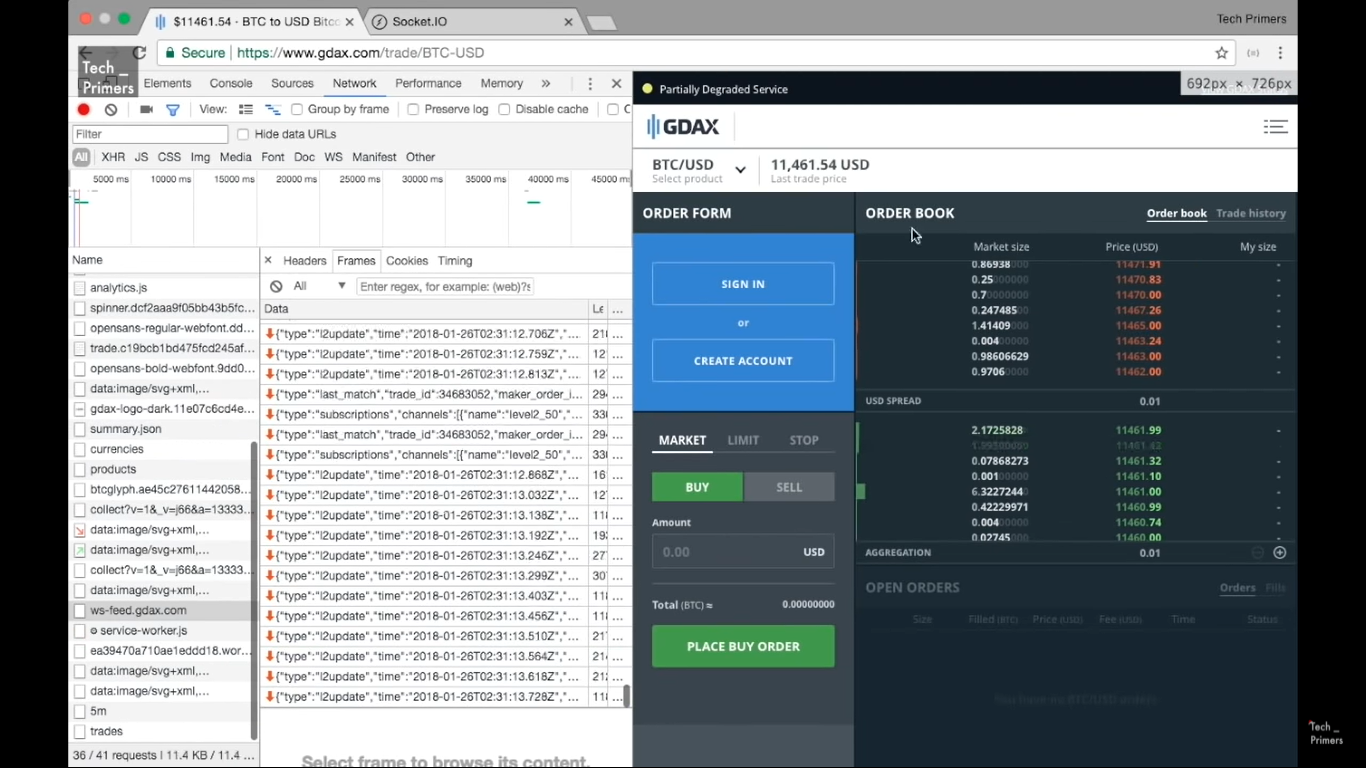 $11461.54 - BTC to USD Bitco
Socket.IO
Tech Primers
Secure
https://www.gdax.com/trade/BTC-USD
Tech _
Primers
Elements Console Sources Network Performance Memory »
View: Group by frame Preserve log Disable cache
Filter
Hide data URLs
All XHR JS CSS Img Media Font Doc WS Manifest Other
5000 ms 10000 ms 15000 ms 20000 ms 25000 ms 30000 ms 35000 ms 40000 ms 45000 ms
Name
analytics.js
spinner.dcf2aaa9f05bb43b5fc...
opensans-regular-webfont.dd...
trade.c19bcb1bd475fcd245af...
opensans-bold-webfont.9dd0...
data:image/svg+xml,...
gdax-logo-dark.11e07c6cd4e...
summary.json
currencies
products
btcglyph.ae45c27611442058...
collect?v=1&_v=j66&a=13333...
data:image/svg+xml,...
data:image/svg+xml,...
collect?v=1&_v=j66&a=13333...
data:image/svg+xml,...
ws-feed.gdax.com
service-worker.js
ea39470a710ae1eddd18.wor...
data:image/svg+xml,...
data:image/svg+xml,...
5m
trades
36 / 41 requests | 11.4 KB / 11.4 ...
× Headers Frames Cookies Timing
All
Enter regex, for example: (web)?s
Data
{"type":"l2update","time":"2018-01-26T02:31:12.706Z","... 21
{"type":"l2update","time":"2018-01-26T02:31:12.759Z","... 12
{"type":"l2update","time":"2018-01-26T02:31:12.813Z","... 12
{"type":"last_match","trade_id":34683052,"maker_order_i... 29
{"type":"subscriptions","channels":[{"name":"level2_50","... 33
{"type":"last_match","trade_id":34683052,"maker_order_i... 29
{"type":"subscriptions","channels":[{"name":"level2_50","... 33
{"type":"l2update","time":"2018-01-26T02:31:12.868Z","... 16
{"type":"l2update","time":"2018-01-26T02:31:13.032Z","... 12
{"type":"l2update","time":"2018-01-26T02:31:13.138Z","... 11
{"type":"l2update","time":"2018-01-26T02:31:13.192Z","... 19
{"type":"l2update","time":"2018-01-26T02:31:13.246Z","... 27
{"type":"l2update","time":"2018-01-26T02:31:13.299Z","... 30
{"type":"l2update","time":"2018-01-26T02:31:13.403Z","... 11
{"type":"l2update","time":"2018-01-26T02:31:13.456Z","... 11
{"type":"l2update","time":"2018-01-26T02:31:13.510Z","... 21
{"type":"l2update","time":"2018-01-26T02:31:13.564Z","... 21
{"type":"l2update","time":"2018-01-26T02:31:13.618Z","... 21
{"type":"l2update","time":"2018-01-26T02:31:13.728Z","... 11
Select frame to browse its content.
Partially Degraded Service
692px × 726px
GDAX
BTC/USD
Select product
11,461.54 USD
Last trade price
ORDER FORM
SIGN IN
or
CREATE ACCOUNT
MARKET LIMIT STOP
BUY SELL
Amount
0.00 USD
Total (BTC) ≈ 0.00000000
PLACE BUY ORDER
ORDER BOOK
Order book Trade history
Market size Price (USD) My size
0.86938000 11471.91 -
0.25000000 11470.83 -
0.70000000 11470.00 -
0.24748500 11467.26 -
1.41409000 11465.00 -
0.00400000 11463.24 -
0.98606629 11463.00 -
0.97060000 11462.00 -
USD SPREAD 0.01
2.17258280 11461.99 -
0.07868273 11461.32 -
0.00100000 11461.10 -
6.32272440 11461.00 -
0.42229971 11460.99 -
0.00400000 11460.74 -
0.02745000 11460.00 -
AGGREGATION 0.01
OPEN ORDERS
Orders Fills
Size Filled (BTC) Price (USD) Fee (USD) Time Status
Tech _
Primers